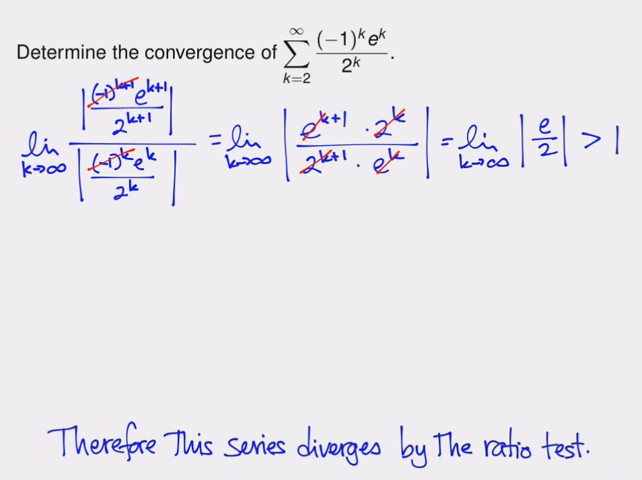 Determine the convergence of ∑_{k=2}^{∞} (−1)^k e^k / 2^k.
lim_{k→∞} |(-1)^{k+1} e^{k+1} / 2^{k+1}| / |(-1)^k e^k / 2^k| = lim_{k→∞} |e^{k+1} · 2^k / 2^{k+1} · e^k| = lim_{k→∞} |e/2| > 1
Therefore This series diverges by The ratio test.